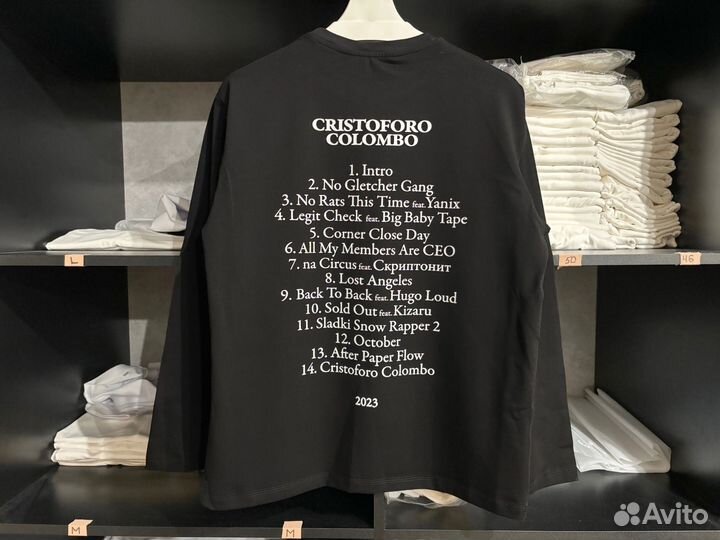 CRISTOFORO
COLOMBO
1. Intro
2. No Gletcher Gang
3. No Rats This Time feat. Yanix
4. Legit Check feat. Big Baby Tape
5. Corner Close Day
6. All My Members Are CEO
7. na Circus feat. Скриптонит
8. Lost Angeles
9. Back To Back feat. Hugo Loud
10. Sold Out feat. Kizaru
11. Sladki Snow Rapper 2
12. October
13. After Paper Flow
14. Cristoforo Colombo
2023
L
50
46
M
M
Avito